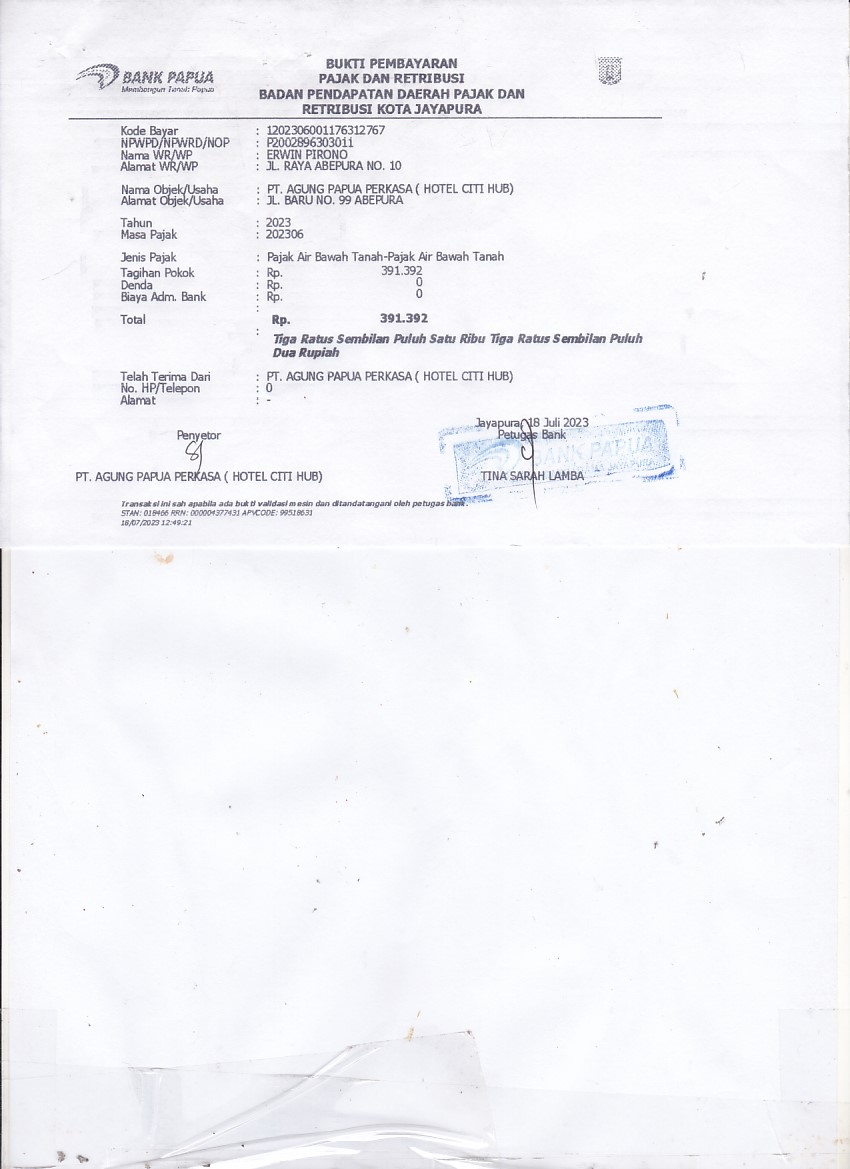 BANK PAPUA
Membangun Tanah Papua
BUKTI PEMBAYARAN
PAJAK DAN RETRIBUSI
BADAN PENDAPATAN DAERAH PAJAK DAN
RETRIBUSI KOTA JAYAPURA
Kode Bayar : 1202306001176312767
NPWPD/NPWRD/NOP : P2002896303011
Nama WR/WP : ERWIN PIRONO
Alamat WR/WP : JL. RAYA ABEPURA NO. 10
Nama Objek/Usaha : PT. AGUNG PAPUA PERKASA ( HOTEL CITI HUB)
Alamat Objek/Usaha : JL. BARU NO. 99 ABEPURA
Tahun : 2023
Masa Pajak : 202306
Jenis Pajak : Pajak Air Bawah Tanah-Pajak Air Bawah Tanah
Tagihan Pokok : Rp. 391.392
Denda : Rp. 0
Biaya Adm. Bank : Rp. 0
:
Total Rp. 391.392
:
Tiga Ratus Sembilan Puluh Satu Ribu Tiga Ratus Sembilan Puluh
Dua Rupiah
Telah Terima Dari : PT. AGUNG PAPUA PERKASA ( HOTEL CITI HUB)
No. HP/Telepon : 0
Alamat : -
Jayapura, 18 Juli 2023
Penyetor Petugas Bank
BANK PAPUA
JAYAPURA
PT. AGUNG PAPUA PERKASA ( HOTEL CITI HUB) TINA SARAH LAMBA
Transaksi ini sah apabila ada bukti validasi mesin dan ditandatangani oleh petugas bank.
STAN: 018466 RRN: 000004377431 APVCODE: 99518631
18/07/2023 12:49:21